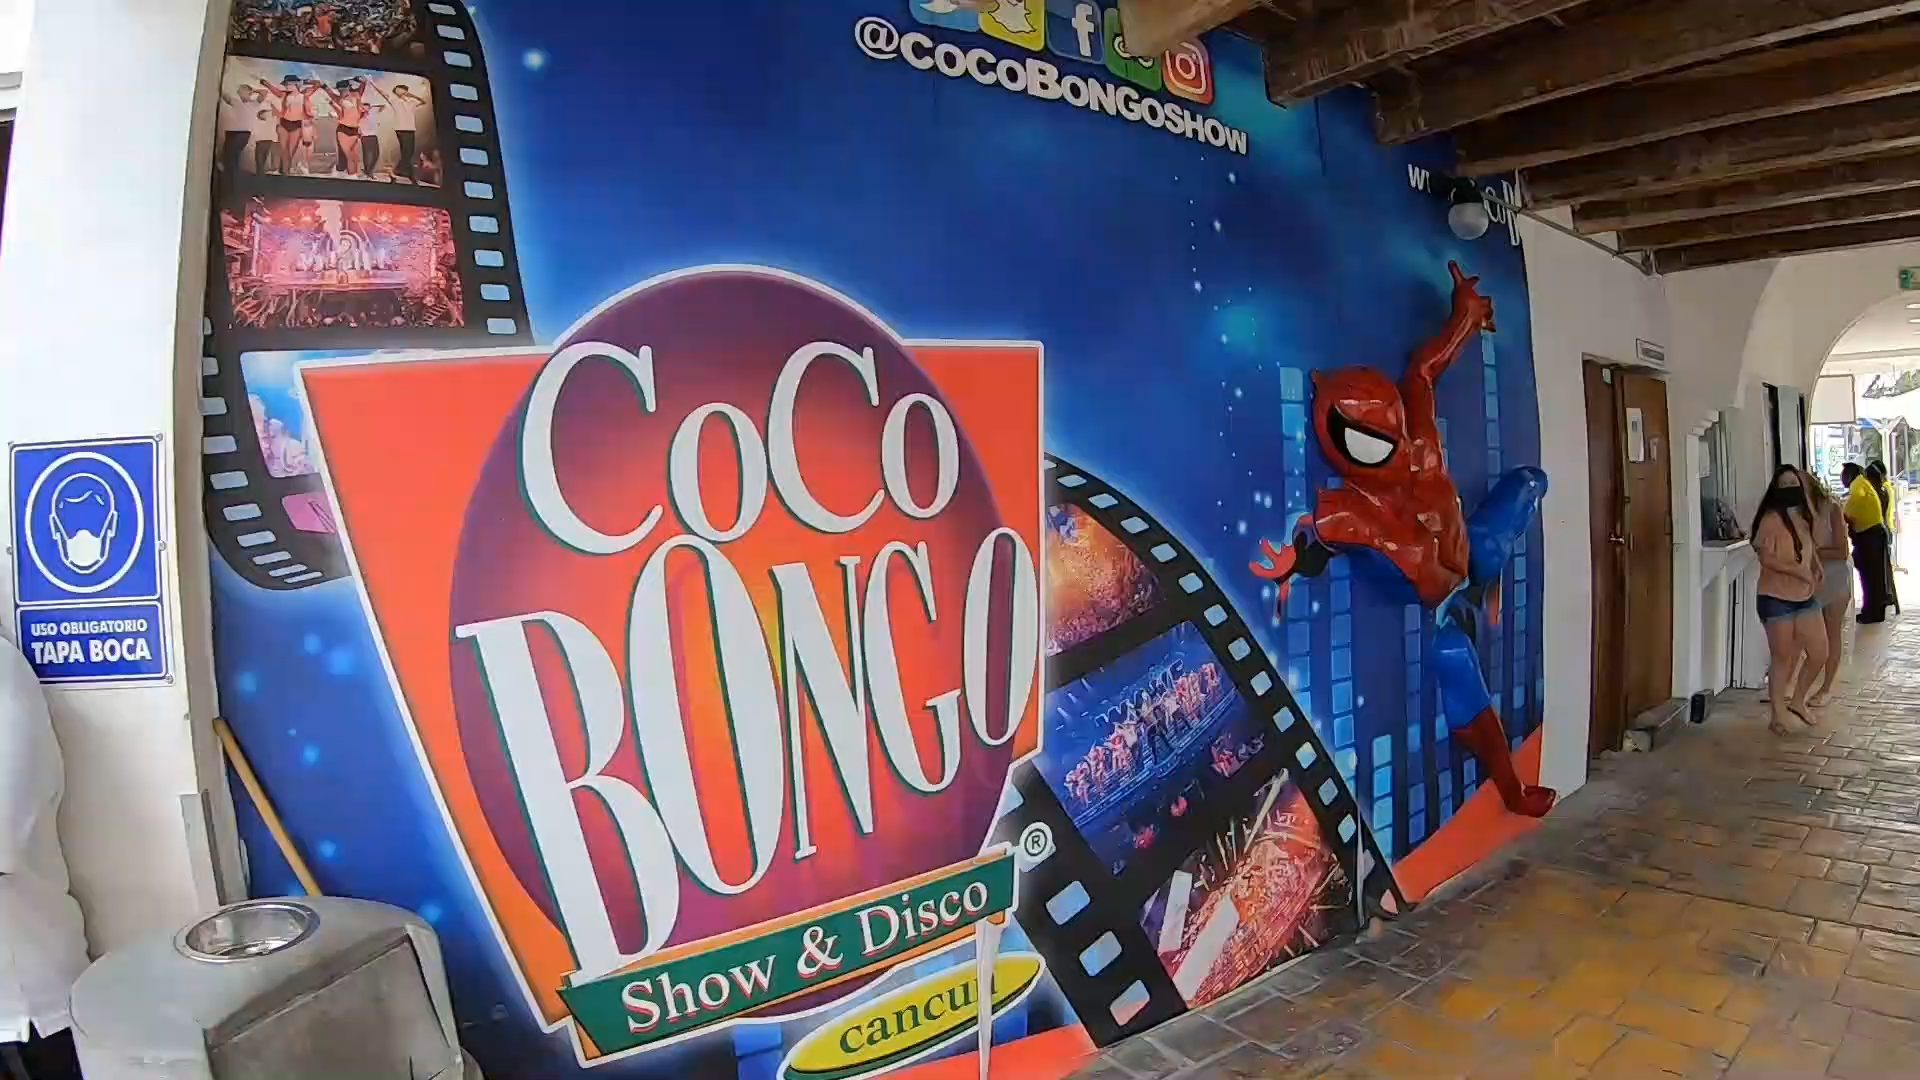 @COCOBONGOSHOW
COCO
BONGO
®
Show & Disco
cancun
USO OBLIGATORIO
TAPA BOCA